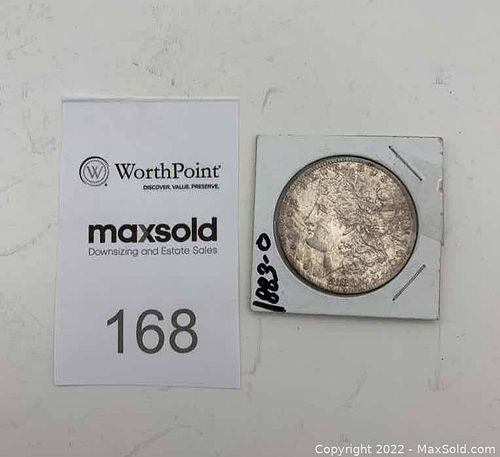 WorthPoint®
DISCOVER. VALUE. PRESERVE.
maxsold
Downsizing and Estate Sales
168
1883-O
Copyright 2022 - MaxSold.com